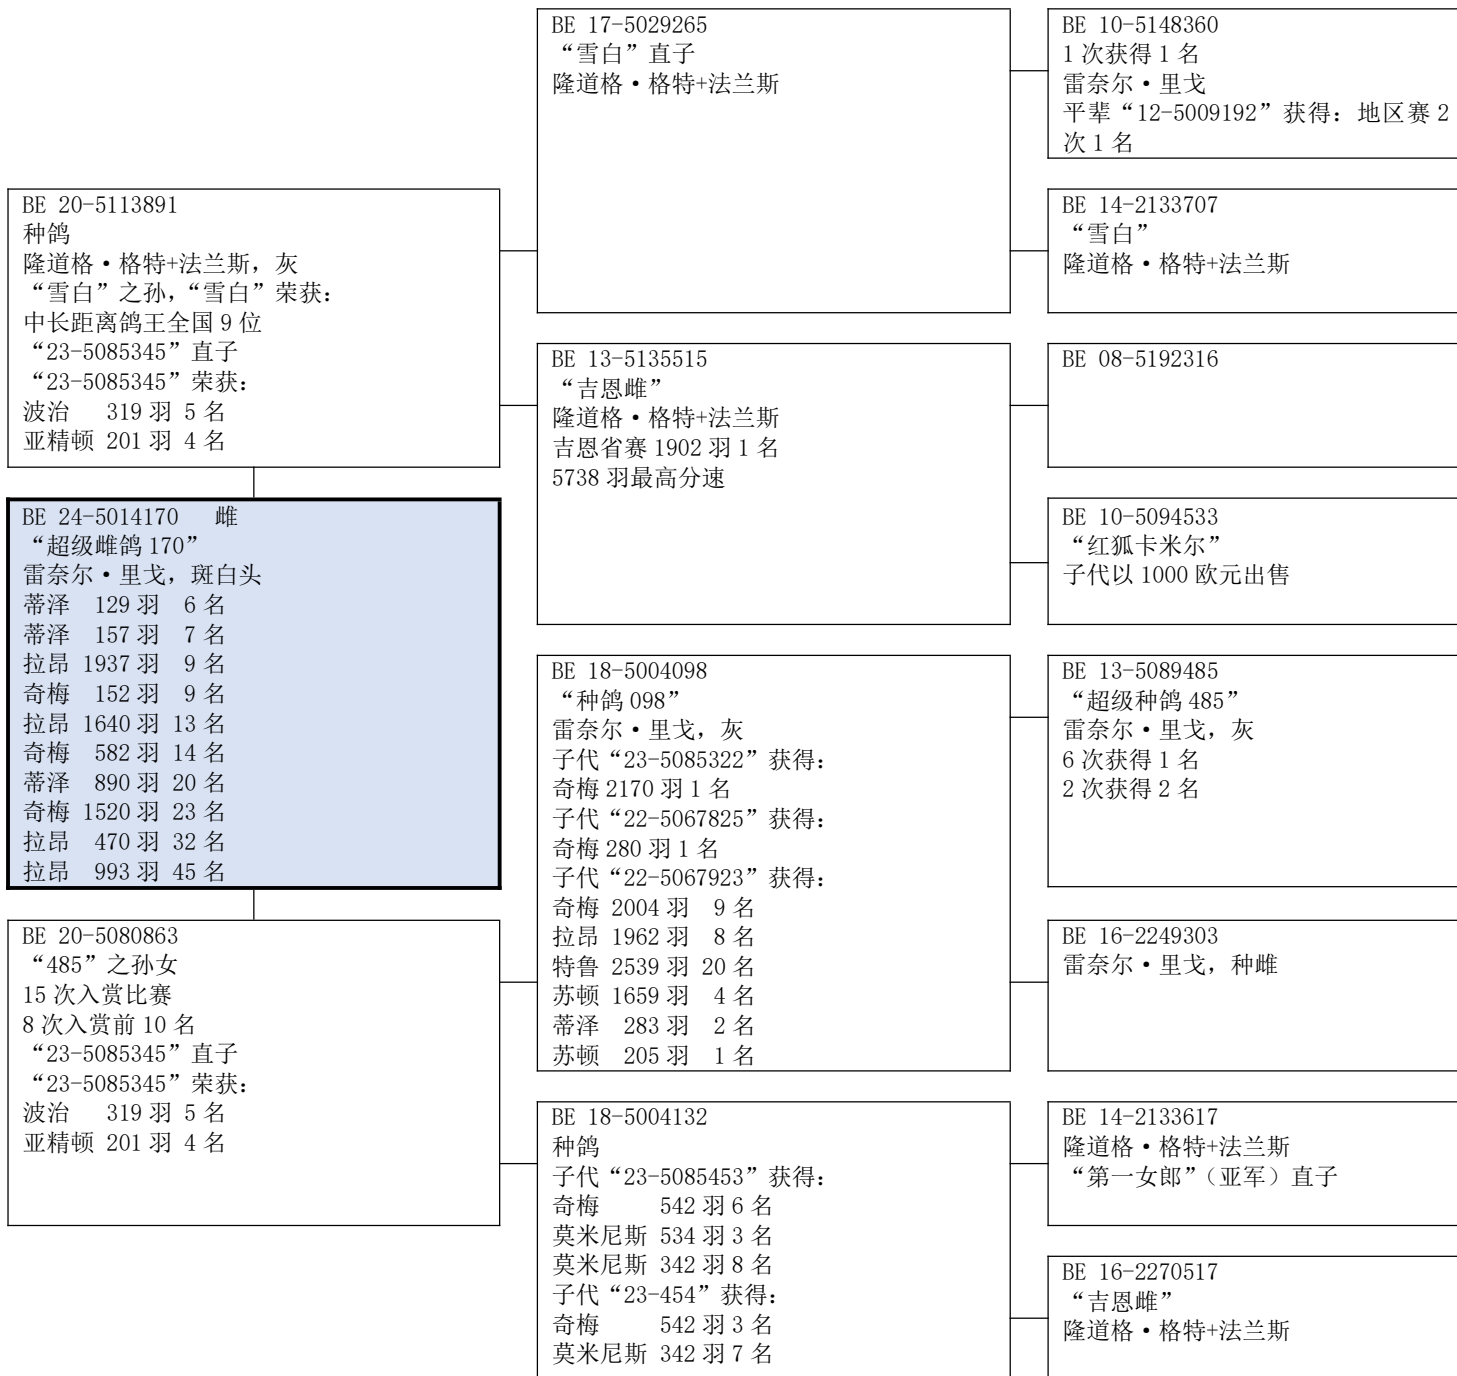 BE 20-5113891
种鸽
隆道格·格特+法兰斯，灰
“雪白”之孙，“雪白”荣获：
中长距离鸽王全国 9 位
“23-5085345”直子
“23-5085345”荣获：
波治 319 羽 5 名
亚精顿 201 羽 4 名
BE 24-5014170 雌
“超级雌鸽 170”
雷奈尔·里戈，斑白头
蒂泽 129 羽 6 名
蒂泽 157 羽 7 名
拉昂 1937 羽 9 名
奇梅 152 羽 9 名
拉昂 1640 羽 13 名
奇梅 582 羽 14 名
蒂泽 890 羽 20 名
奇梅 1520 羽 23 名
拉昂 470 羽 32 名
拉昂 993 羽 45 名
BE 20-5080863
“485”之孙女
15 次入赏比赛
8 次入赏前 10 名
“23-5085345”直子
“23-5085345”荣获：
波治 319 羽 5 名
亚精顿 201 羽 4 名
BE 17-5029265
“雪白”直子
隆道格·格特+法兰斯
BE 13-5135515
“吉恩雌”
隆道格·格特+法兰斯
吉恩省赛 1902 羽 1 名
5738 羽最高分速
BE 18-5004098
“种鸽 098”
雷奈尔·里戈，灰
子代“23-5085322”获得：
奇梅 2170 羽 1 名
子代“22-5067825”获得：
奇梅 280 羽 1 名
子代“22-5067923”获得：
奇梅 2004 羽 9 名
拉昂 1962 羽 8 名
特鲁 2539 羽 20 名
苏顿 1659 羽 4 名
蒂泽 283 羽 2 名
苏顿 205 羽 1 名
BE 18-5004132
种鸽
子代“23-5085453”获得：
奇梅 542 羽 6 名
莫米尼斯 534 羽 3 名
莫米尼斯 342 羽 8 名
子代“23-454”获得：
奇梅 542 羽 3 名
莫米尼斯 342 羽 7 名
BE 10-5148360
1 次获得 1 名
雷奈尔·里戈
平辈“12-5009192”获得：地区赛 2
次 1 名
BE 14-2133707
“雪白”
隆道格·格特+法兰斯
BE 08-5192316
BE 10-5094533
“红狐卡米尔”
子代以 1000 欧元出售
BE 13-5089485
“超级种鸽 485”
雷奈尔·里戈，灰
6 次获得 1 名
2 次获得 2 名
BE 16-2249303
雷奈尔·里戈，种雌
BE 14-2133617
隆道格·格特+法兰斯
“第一女郎”（亚军）直子
BE 16-2270517
“吉恩雌”
隆道格·格特+法兰斯